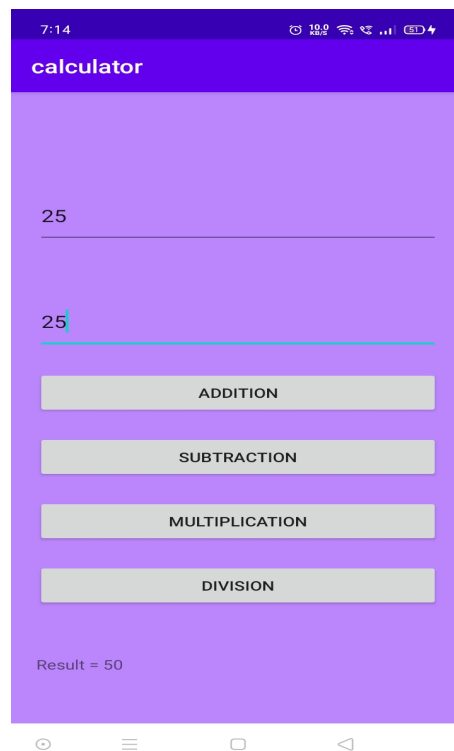 7:14 10.0 KB/S 51
calculator
25
25
ADDITION
SUBTRACTION
MULTIPLICATION
DIVISION
Result = 50